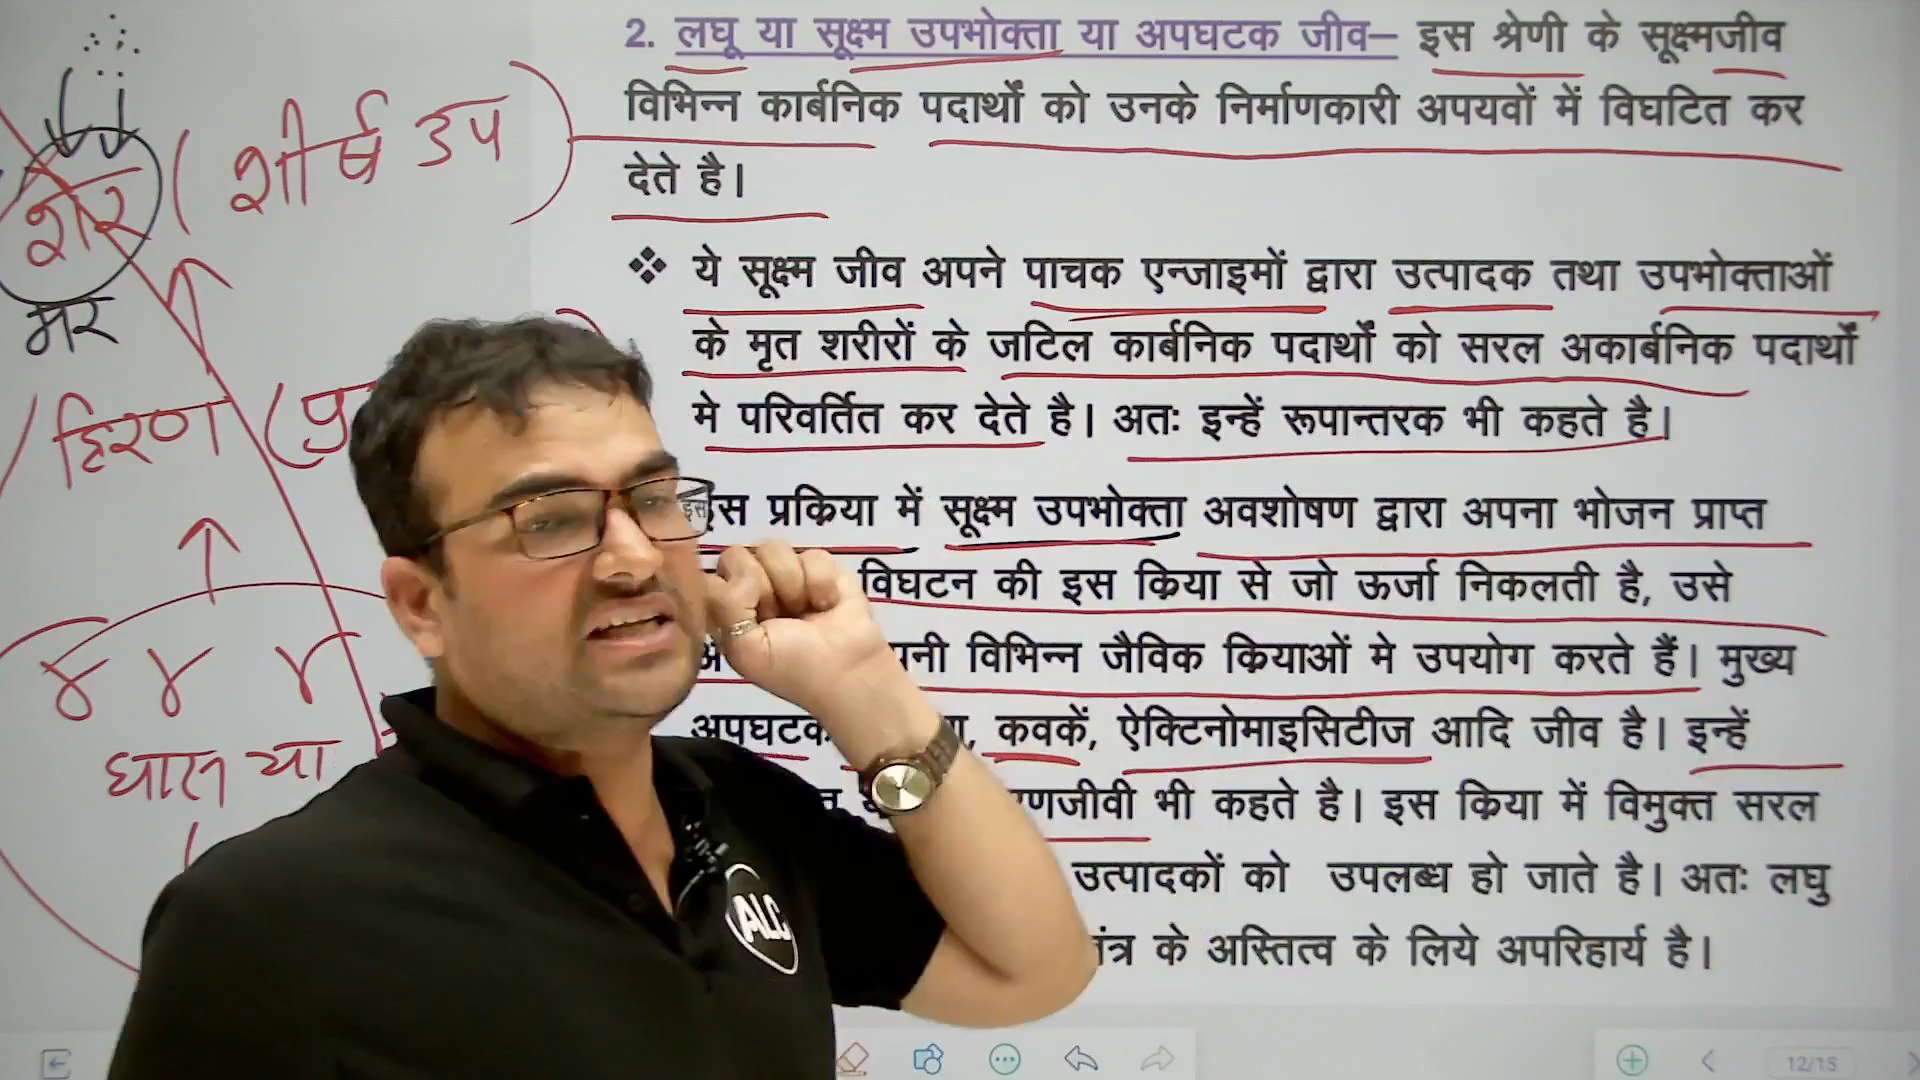 2. लघू या सूक्ष्म उपभोक्ता या अपघटक जीव– इस श्रेणी के सूक्ष्मजीव
विभिन्न कार्बनिक पदार्थों को उनके निर्माणकारी अपयवों में विघटित कर
देते है।
❖ ये सूक्ष्म जीव अपने पाचक एन्जाइमों द्वारा उत्पादक तथा उपभोक्ताओं
के मृत शरीरों के जटिल कार्बनिक पदार्थों को सरल अकार्बनिक पदार्थों
मे परिवर्तित कर देते है। अतः इन्हें रूपान्तरक भी कहते है।
प्रकिया में सूक्ष्म उपभोक्ता अवशोषण द्वारा अपना भोजन प्राप्त
विघटन की इस किया से जो ऊर्जा निकलती है, उसे
विभिन्न जैविक कियाओं मे उपयोग करते हैं। मुख्य
कवकें, ऐक्टिनोमाइसिटीज आदि जीव है। इन्हें
भी कहते है। इस किया में विमुक्त सरल
उत्पादकों को उपलब्ध हो जाते है। अतः लघु
के अस्तित्व के लिये अपरिहार्य है।
शेर (शीर्ष उप)
मर
हिरण
घास या
ALC
12/15